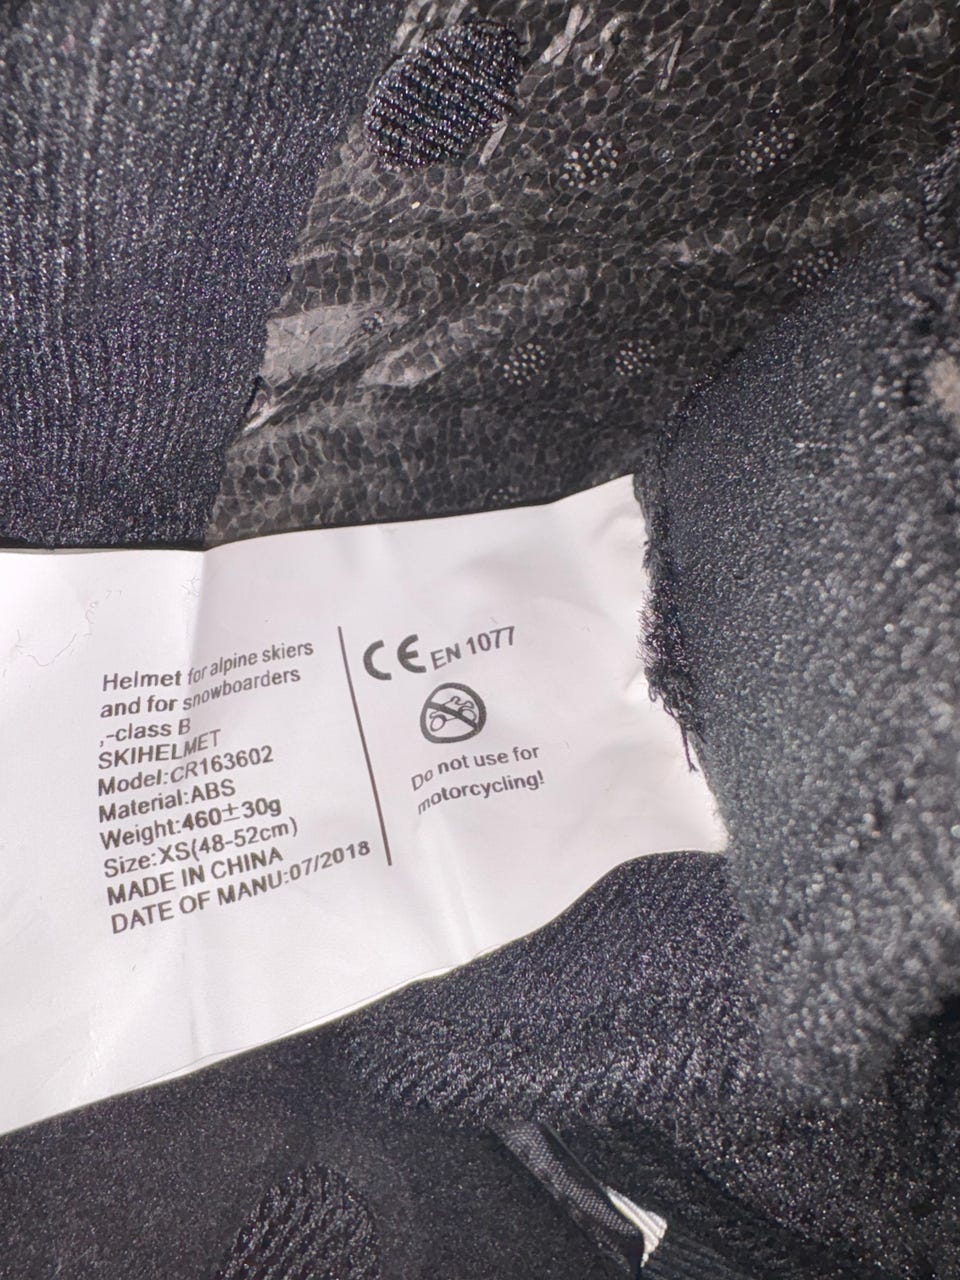 Helmet for alpine skiers
and for snowboarders
,-class B
SKIHELMET
Model:CR163602
Material:ABS
Weight:460±30g
Size:XS(48-52cm)
MADE IN CHINA
DATE OF MANU:07/2018
CE EN 1077
Do not use for
motorcycling!